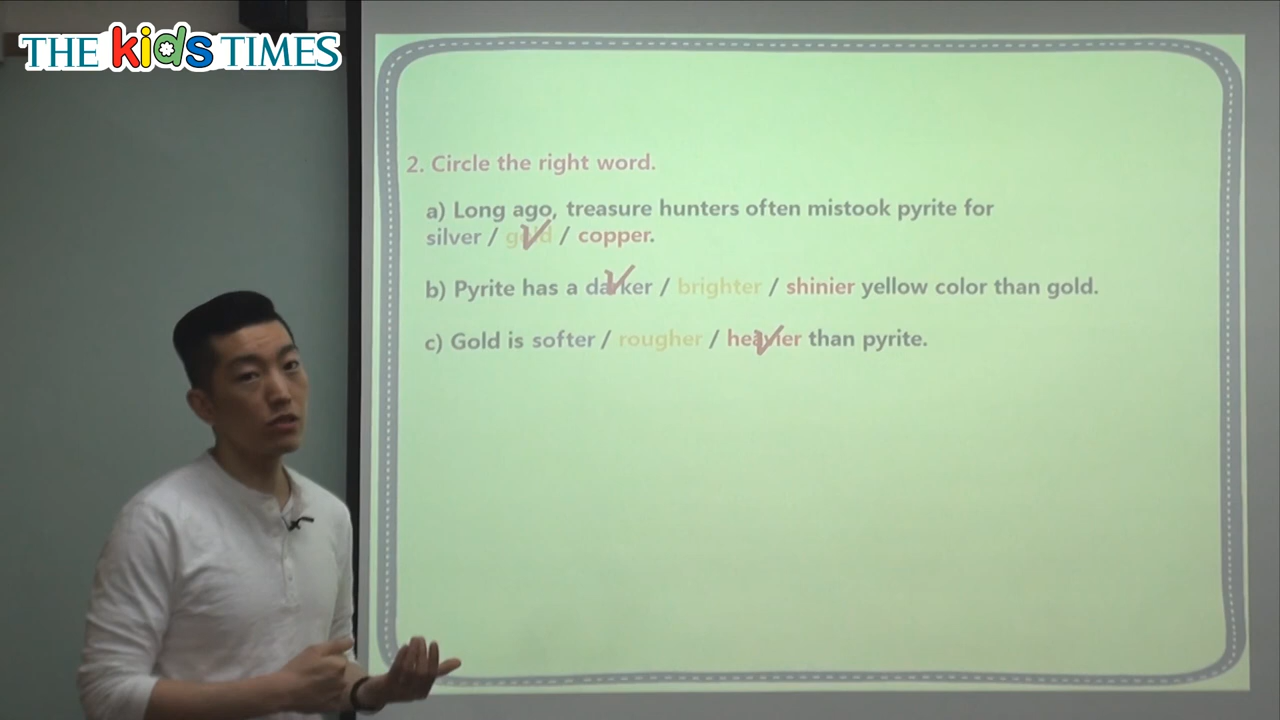 THE kids TIMES
2. Circle the right word.
a) Long ago, treasure hunters often mistook pyrite for
silver / gold / copper.
b) Pyrite has a darker / brighter / shinier yellow color than gold.
c) Gold is softer / rougher / heavier than pyrite.